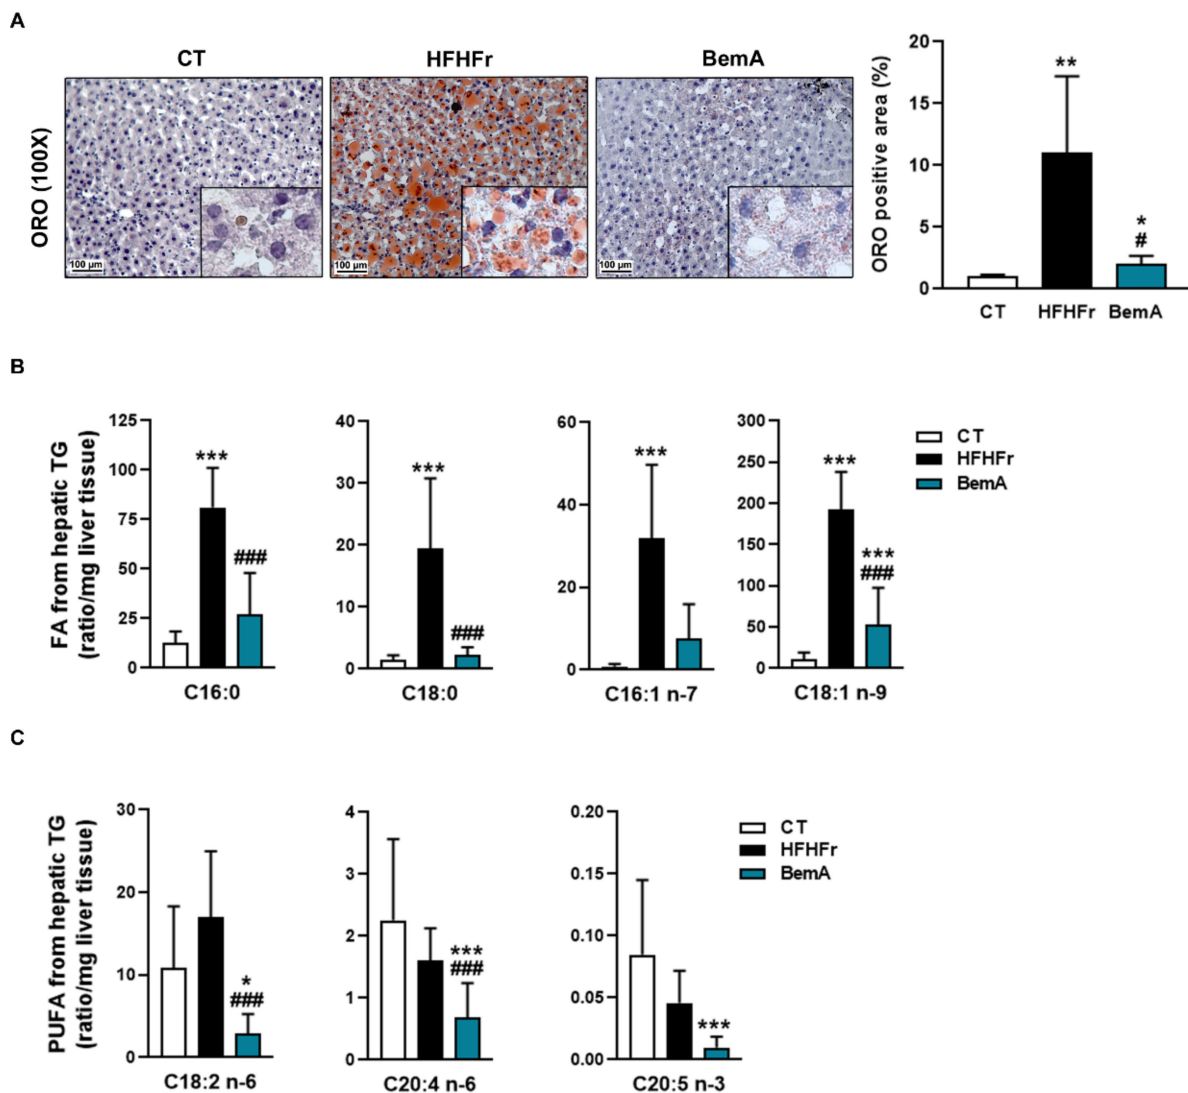 A
CT
HFHFr
BemA
ORO (100X)
100 µm
100 µm
100 µm
ORO positive area (%)
20
15
10
5
0
**
*
#
CT
HFHFr
BemA
B
FA from hepatic TG
(ratio/mg liver tissue)
125
100
75
50
25
0
***
###
C16:0
40
30
20
10
0
***
###
C18:0
60
40
20
0
***
C16:1 n-7
300
250
200
150
100
50
0
***
***
###
C18:1 n-9
CT
HFHFr
BemA
C
PUFA from hepatic TG
(ratio/mg liver tissue)
30
20
10
0
*
###
C18:2 n-6
4
3
2
1
0
***
###
C20:4 n-6
0.20
0.15
0.10
0.05
0.00
***
C20:5 n-3
CT
HFHFr
BemA